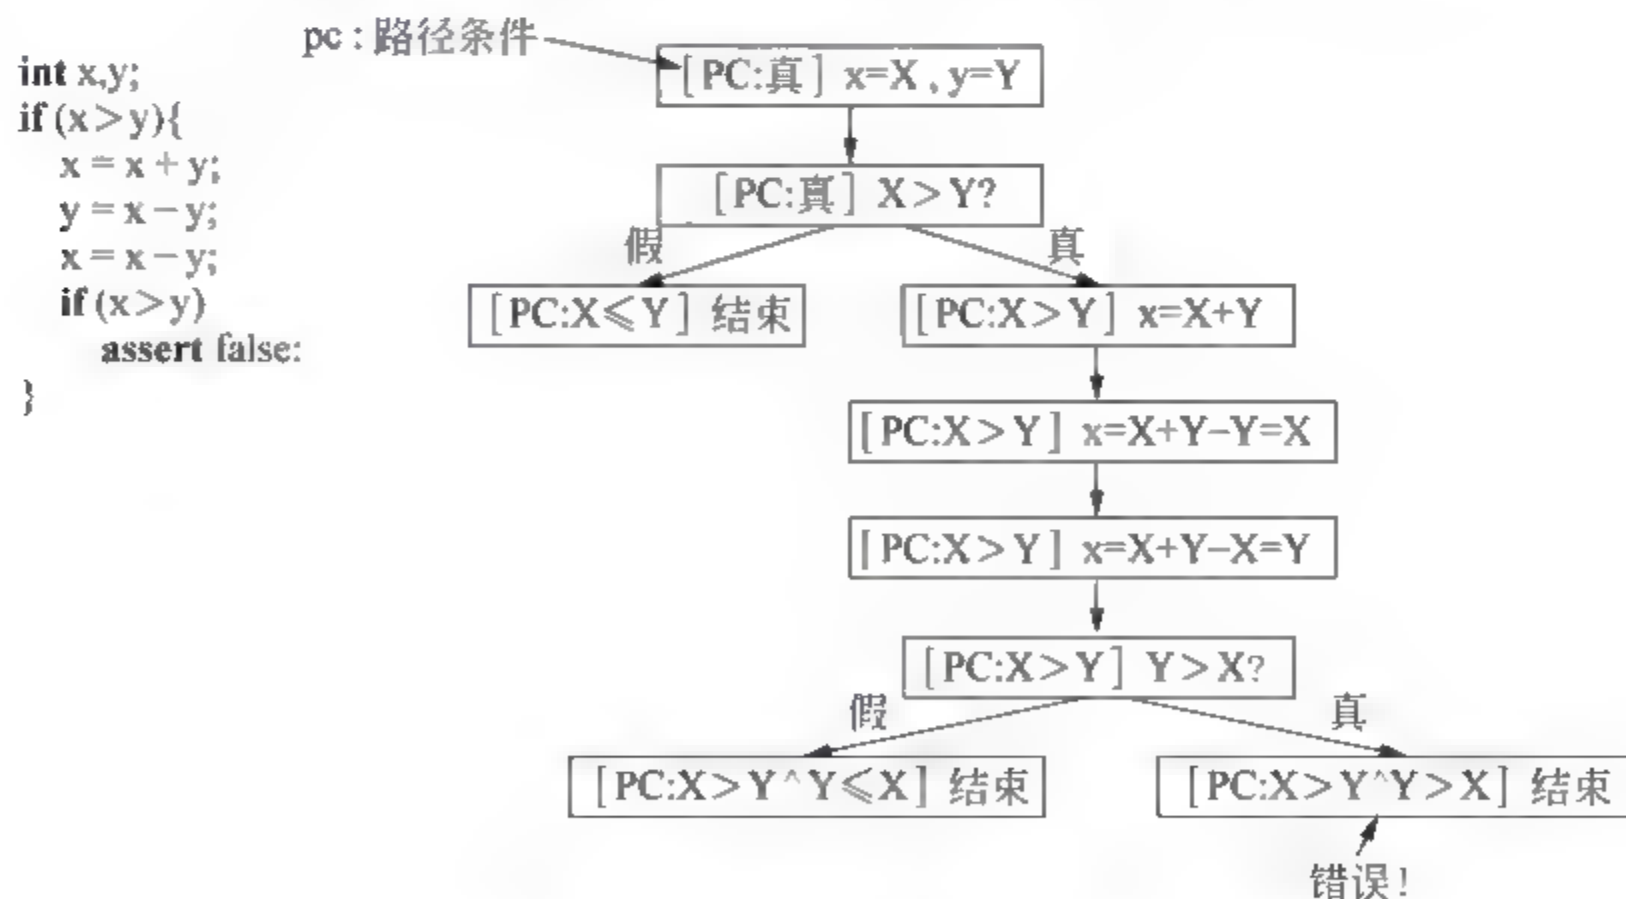 int x,y;
if (x>y){
x = x + y;
y = x − y;
x = x − y;
if (x>y)
assert false:
}
pc : 路径条件
[PC:真] x=X , y=Y
[PC:真] X>Y?
假
真
[PC:X⩽Y] 结束
[PC:X>Y] x=X+Y
[PC:X>Y] x=X+Y−Y=X
[PC:X>Y] x=X+Y−X=Y
[PC:X>Y] Y>X?
假
真
[PC:X>Y^Y⩽X] 结束
[PC:X>Y^Y>X] 结束
错误!